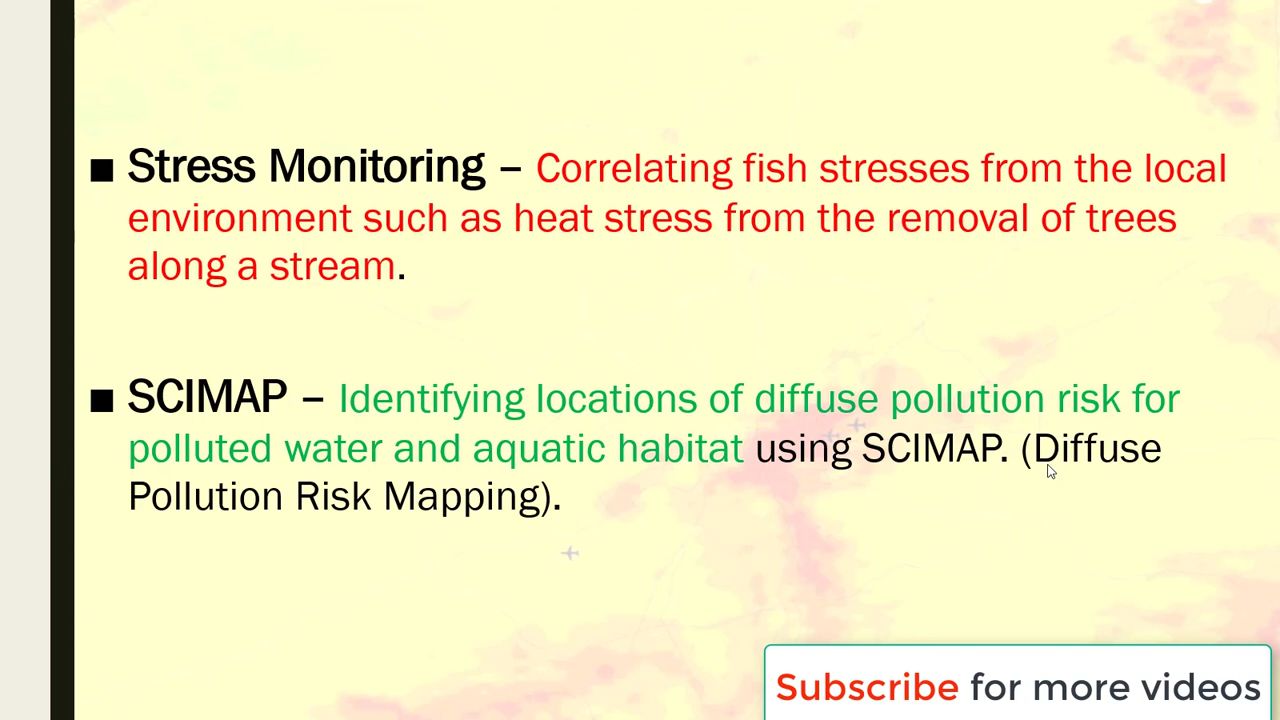 ▪ Stress Monitoring – Correlating fish stresses from the local
environment such as heat stress from the removal of trees
along a stream.
▪ SCIMAP – Identifying locations of diffuse pollution risk for
polluted water and aquatic habitat using SCIMAP. (Diffuse
Pollution Risk Mapping).
Subscribe for more videos